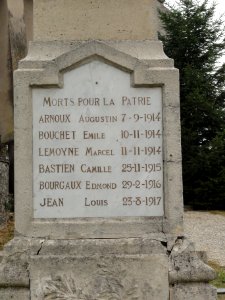 MORTS POUR LA PATRIE
ARNOUX AUGUSTIN 7-9-1914
BOUCHET EMILE 10-11-1914
LEMOYNE MARCEL 11-11-1914
BASTIEN CAMILLE 25-11-1915
BOURGAUX EDMOND 29-2-1916
JEAN LOUIS 23-8-1917